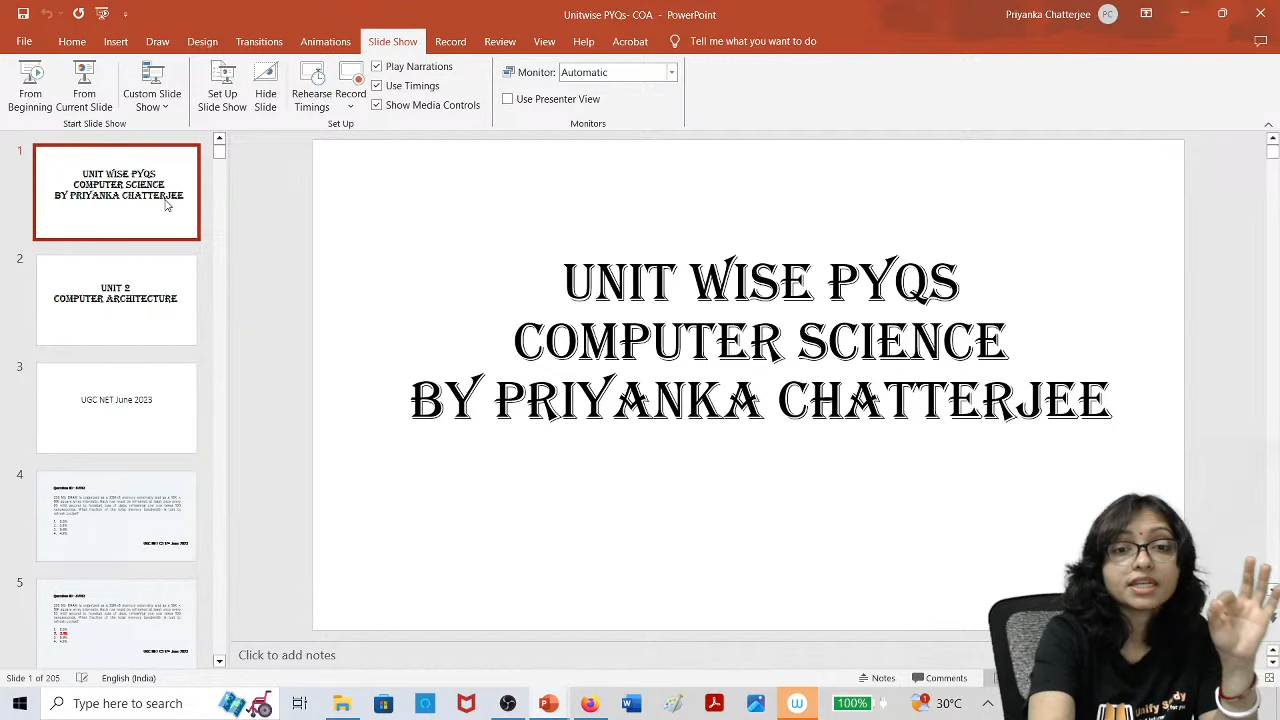 Unitwise PYQs- COA - PowerPoint
Priyanka Chatterjee PC
File Home Insert Draw Design Transitions Animations Slide Show Record Review View Help Acrobat Tell me what you want to do
From Beginning
From Current Slide
Custom Slide Show
Start Slide Show
Set Up Slide Show
Hide Slide
Rehearse Timings
Record
Play Narrations
Use Timings
Show Media Controls
Set Up
Monitor: Automatic
Use Presenter View
Monitors
1
UNIT WISE PYQS
COMPUTER SCIENCE
BY PRIYANKA CHATTERJEE
2
UNIT 2
COMPUTER ARCHITECTURE
3
UGC NET June 2023
4
5
UNIT WISE PYQS
COMPUTER SCIENCE
BY PRIYANKA CHATTERJEE
Unify Study
Click to add notes
Slide 1 of 205 English (India) Notes Comments
Type here to search
100% 1 30°C